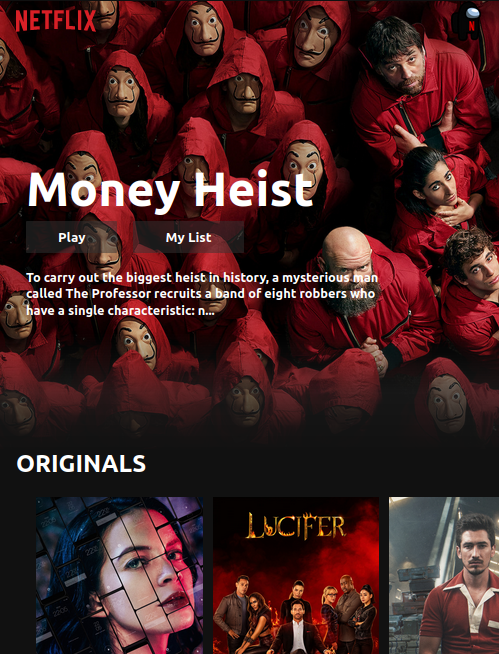 NETFLIX
N
Money Heist
Play
My List
To carry out the biggest heist in history, a mysterious man
called The Professor recruits a band of eight robbers who
have a single characteristic: n...
ORIGINALS
LUCIFER